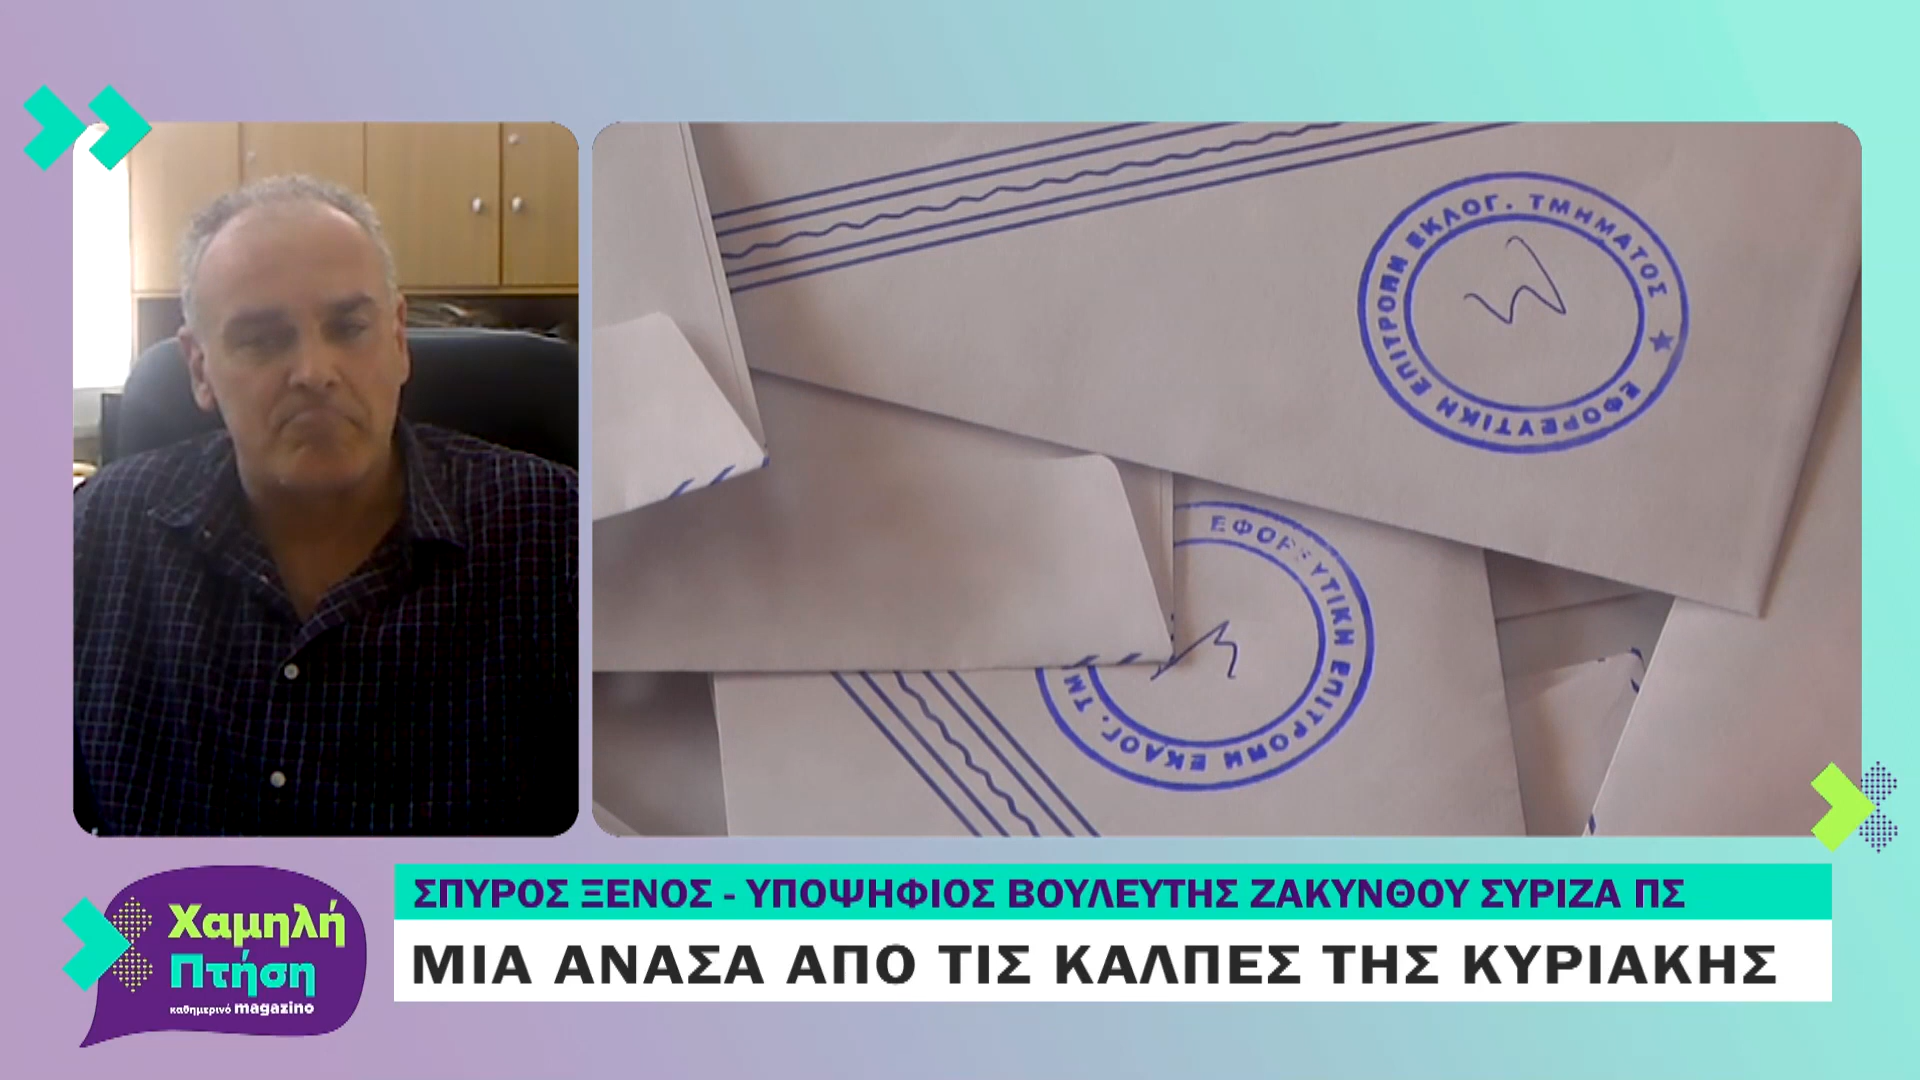 ΕΦΟΡΕΥΤΙΚΗ ΕΠΙΤΡΟΠΗ ΕΚΛΟΓ. ΤΜΗΜΑΤΟΣ
ΕΦΟΡΕΥΤΙΚΗ ΕΠΙΤΡΟΠΗ ΕΚΛΟΓ. ΤΜ
ΣΠΥΡΟΣ ΞΕΝΟΣ - ΥΠΟΨΗΦΙΟΣ ΒΟΥΛΕΥΤΗΣ ΖΑΚΥΝΘΟΥ ΣΥΡΙΖΑ ΠΣ
ΜΙΑ ΑΝΑΣΑ ΑΠΟ ΤΙΣ ΚΑΛΠΕΣ ΤΗΣ ΚΥΡΙΑΚΗΣ
Χαμηλή
Πτήση
καθημερινό magazino